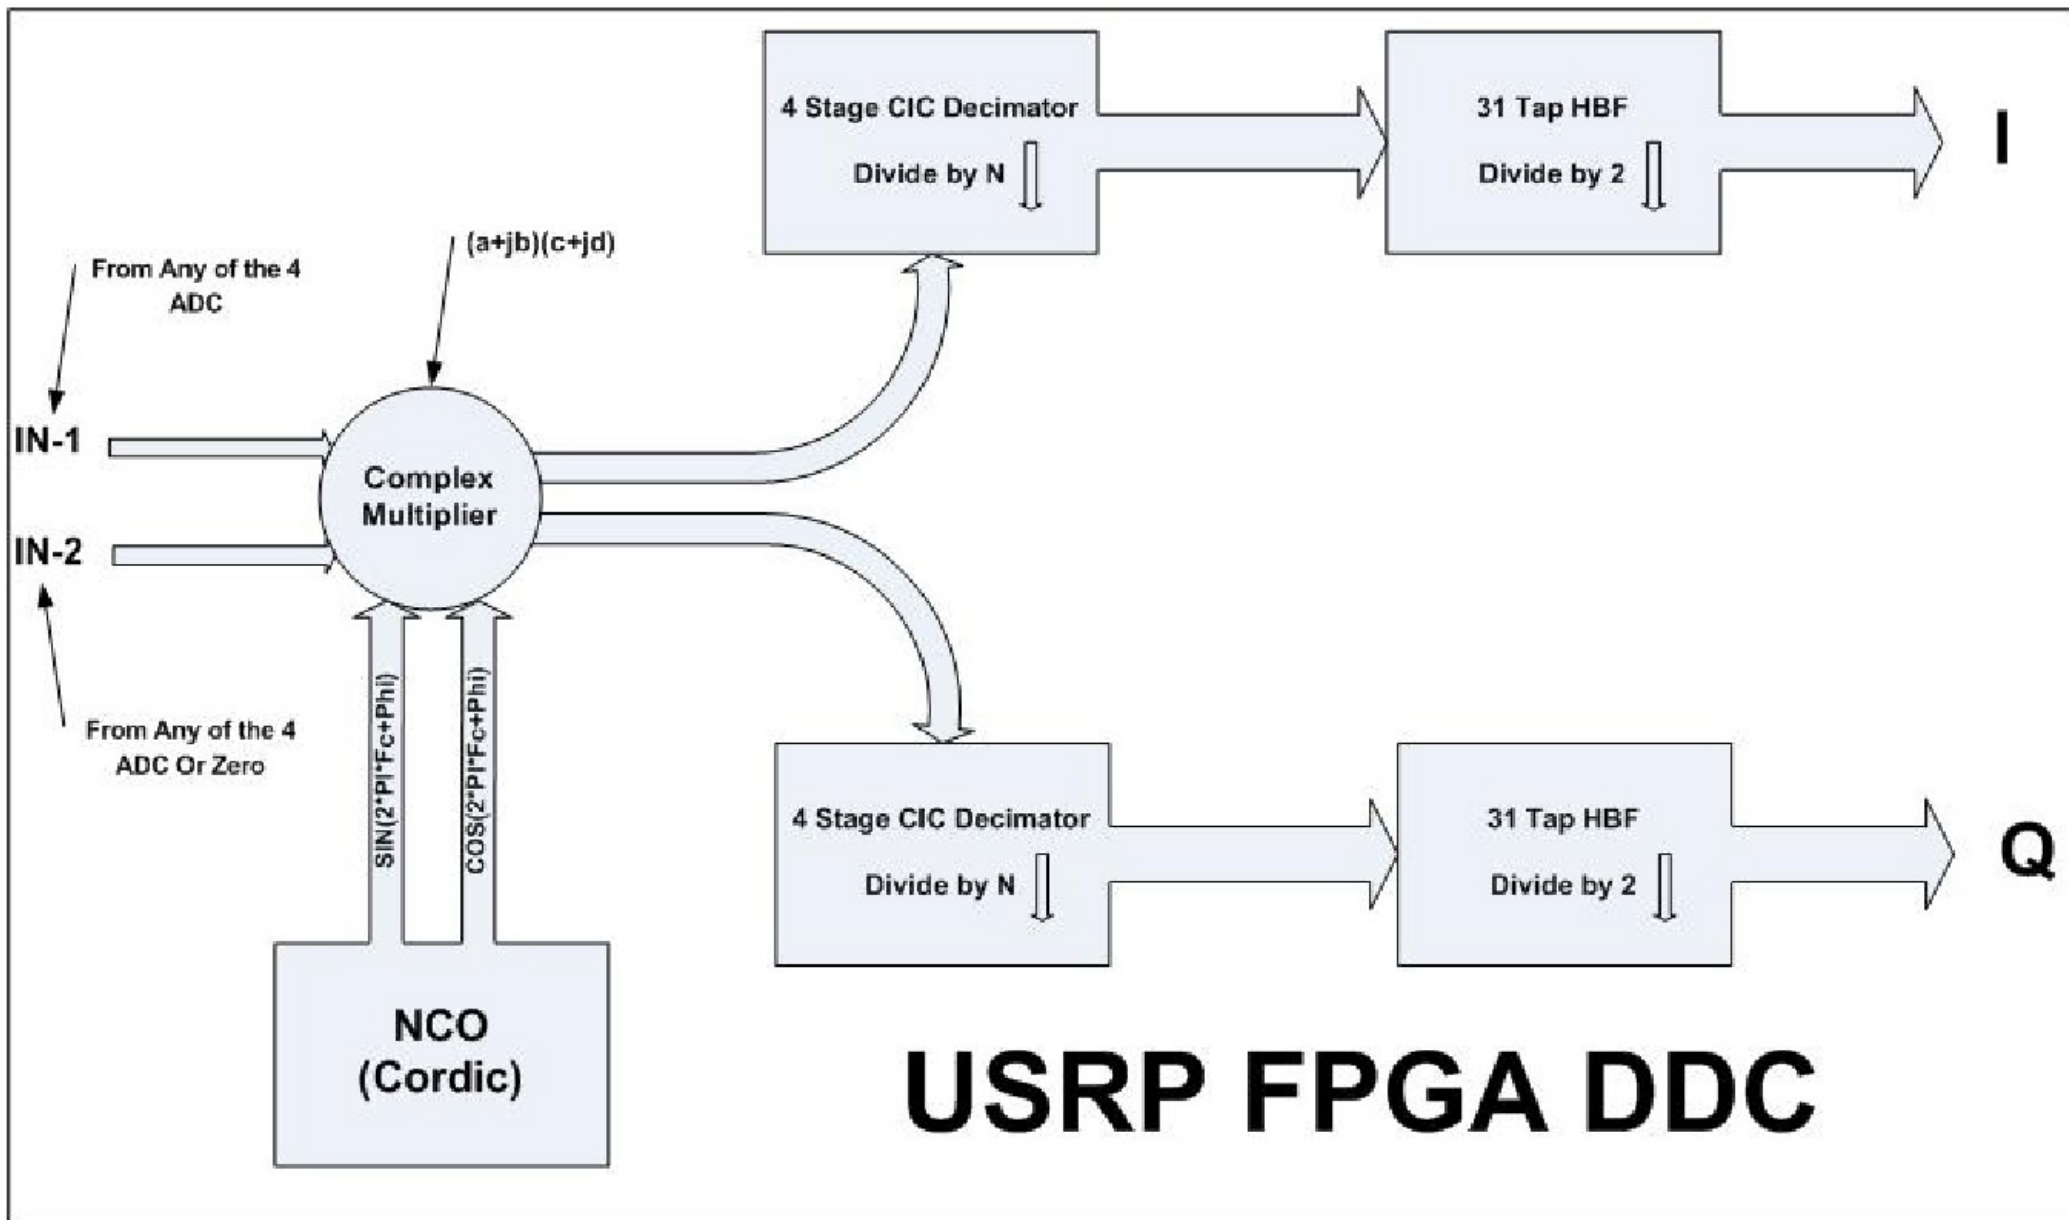 4 Stage CIC Decimator
Divide by N
31 Tap HBF
Divide by 2
I
(a+jb)(c+jd)
From Any of the 4
ADC
IN-1
Complex
Multiplier
IN-2
From Any of the 4
ADC Or Zero
SIN(2*PI*Fc+Phi)
COS(2*PI*Fc+Phi)
4 Stage CIC Decimator
Divide by N
31 Tap HBF
Divide by 2
Q
NCO
(Cordic)
USRP FPGA DDC